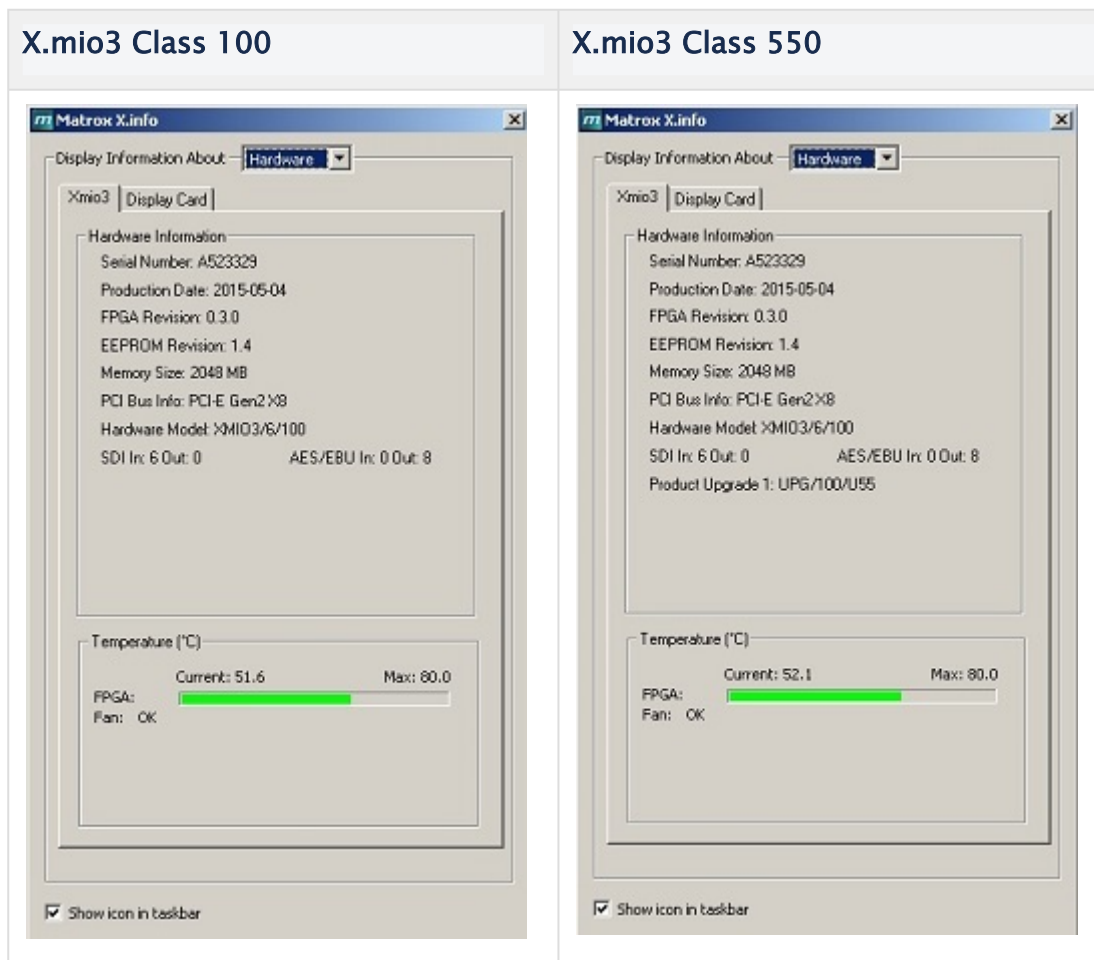 X.mio3 Class 100
Matrox X.info
Display Information About
Hardware
Xmio3
Display Card
Hardware Information
Serial Number: A523329
Production Date: 2015-05-04
FPGA Revision: 0.3.0
EEPROM Revision: 1.4
Memory Size: 2048 MB
PCI Bus Info: PCI-E Gen2 X8
Hardware Model: XMIO3/6/100
SDI In: 6 Out: 0 AES/EBU In: 0 Out: 8
Temperature (°C)
Current: 51.6 Max: 80.0
FPGA:
Fan: OK
Show icon in taskbar
X.mio3 Class 550
Matrox X.info
Display Information About
Hardware
Xmio3
Display Card
Hardware Information
Serial Number: A523329
Production Date: 2015-05-04
FPGA Revision: 0.3.0
EEPROM Revision: 1.4
Memory Size: 2048 MB
PCI Bus Info: PCI-E Gen2 X8
Hardware Model: XMIO3/6/100
SDI In: 6 Out: 0 AES/EBU In: 0 Out: 8
Product Upgrade 1: UPG/100/U55
Temperature (°C)
Current: 52.1 Max: 80.0
FPGA:
Fan: OK
Show icon in taskbar